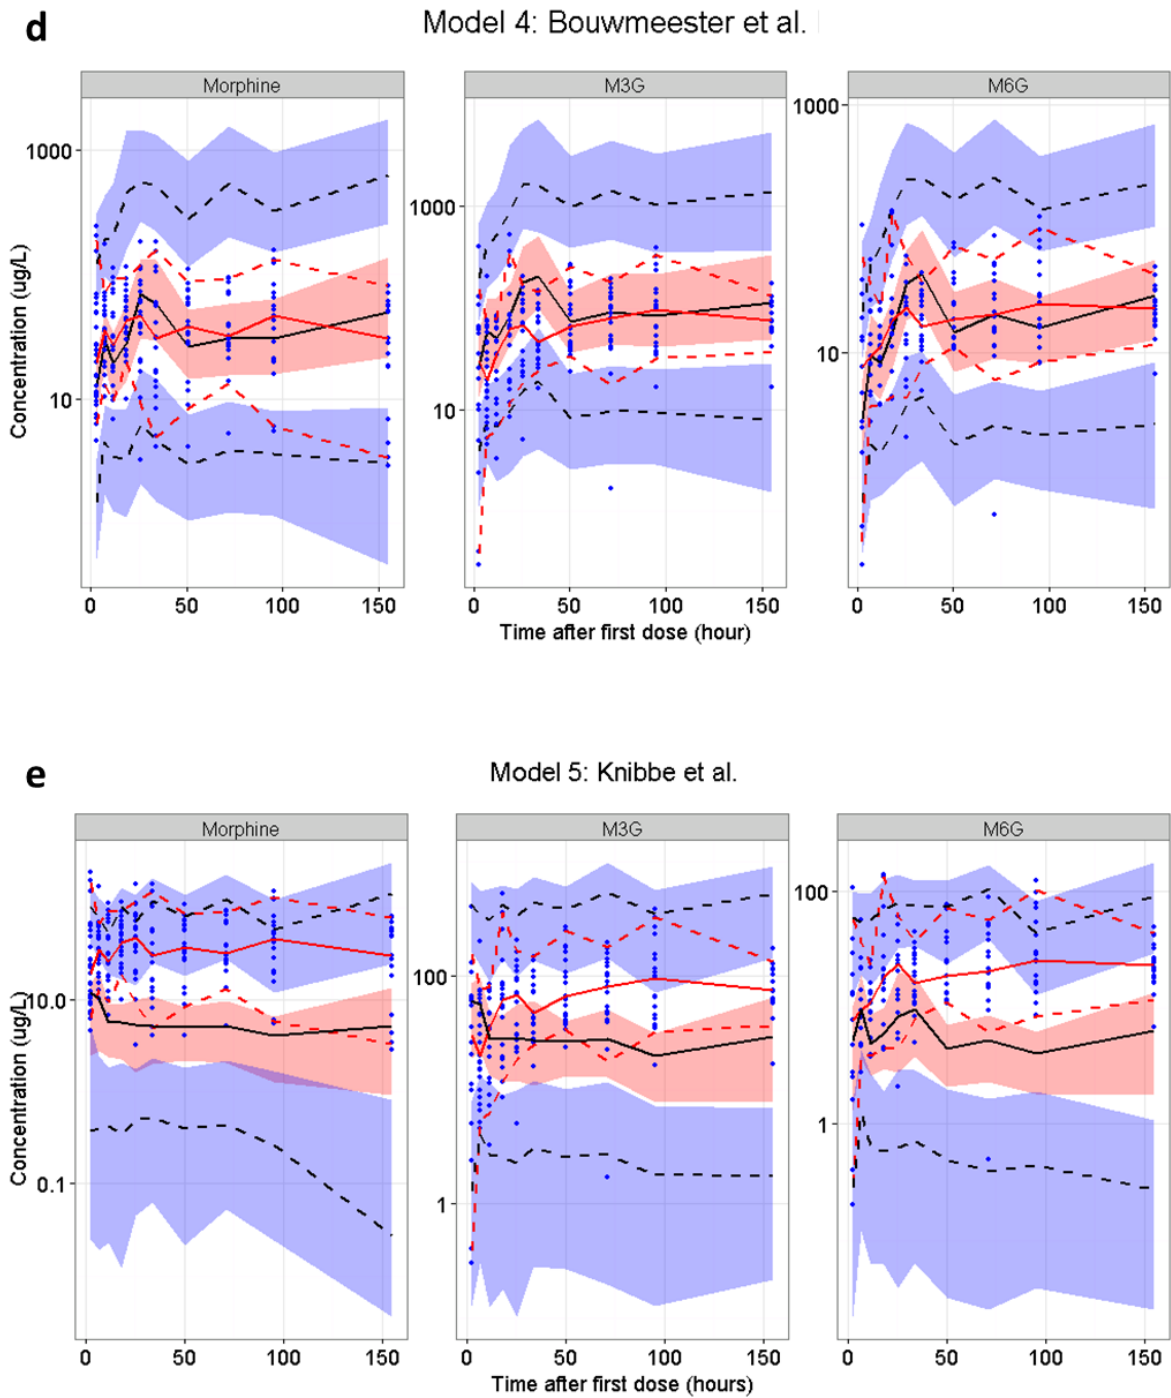 d
Model 4: Bouwmeester et al.
Morphine
M3G
M6G
Concentration (ug/L)
1000
10
1000
10
1000
10
0 50 100 150
0 50 100 150
0 50 100 150
Time after first dose (hour)
e
Model 5: Knibbe et al.
Morphine
M3G
M6G
Concentration (ug/L)
10.0
0.1
100
1
100
1
0 50 100 150
0 50 100 150
0 50 100 150
Time after first dose (hours)